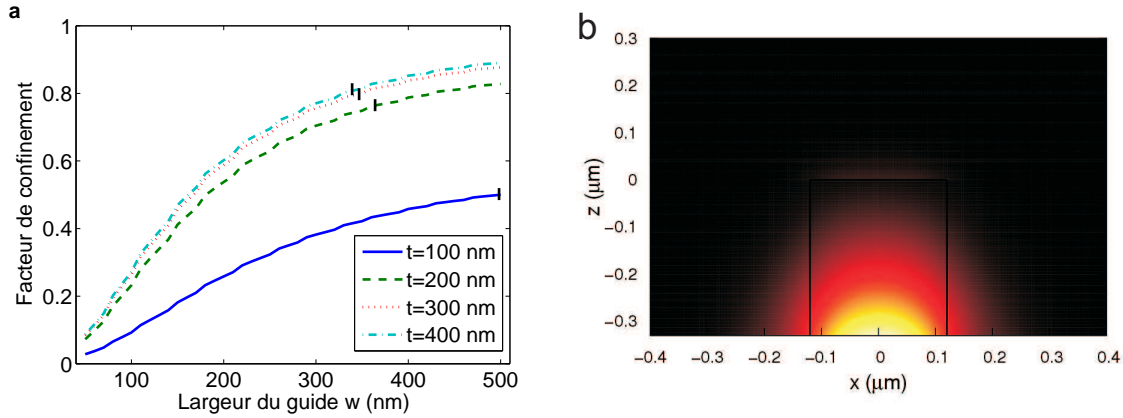 a
1
0.8
0.6
0.4
0.2
0
Facteur de confinement
100
200
300
400
500
Largeur du guide w (nm)
t=100 nm
t=200 nm
t=300 nm
t=400 nm
b
0.3
0.2
0.1
0
−0.1
−0.2
−0.3
z (μm)
−0.4
−0.3
−0.2
−0.1
0
0.1
0.2
0.3
0.4
x (μm)